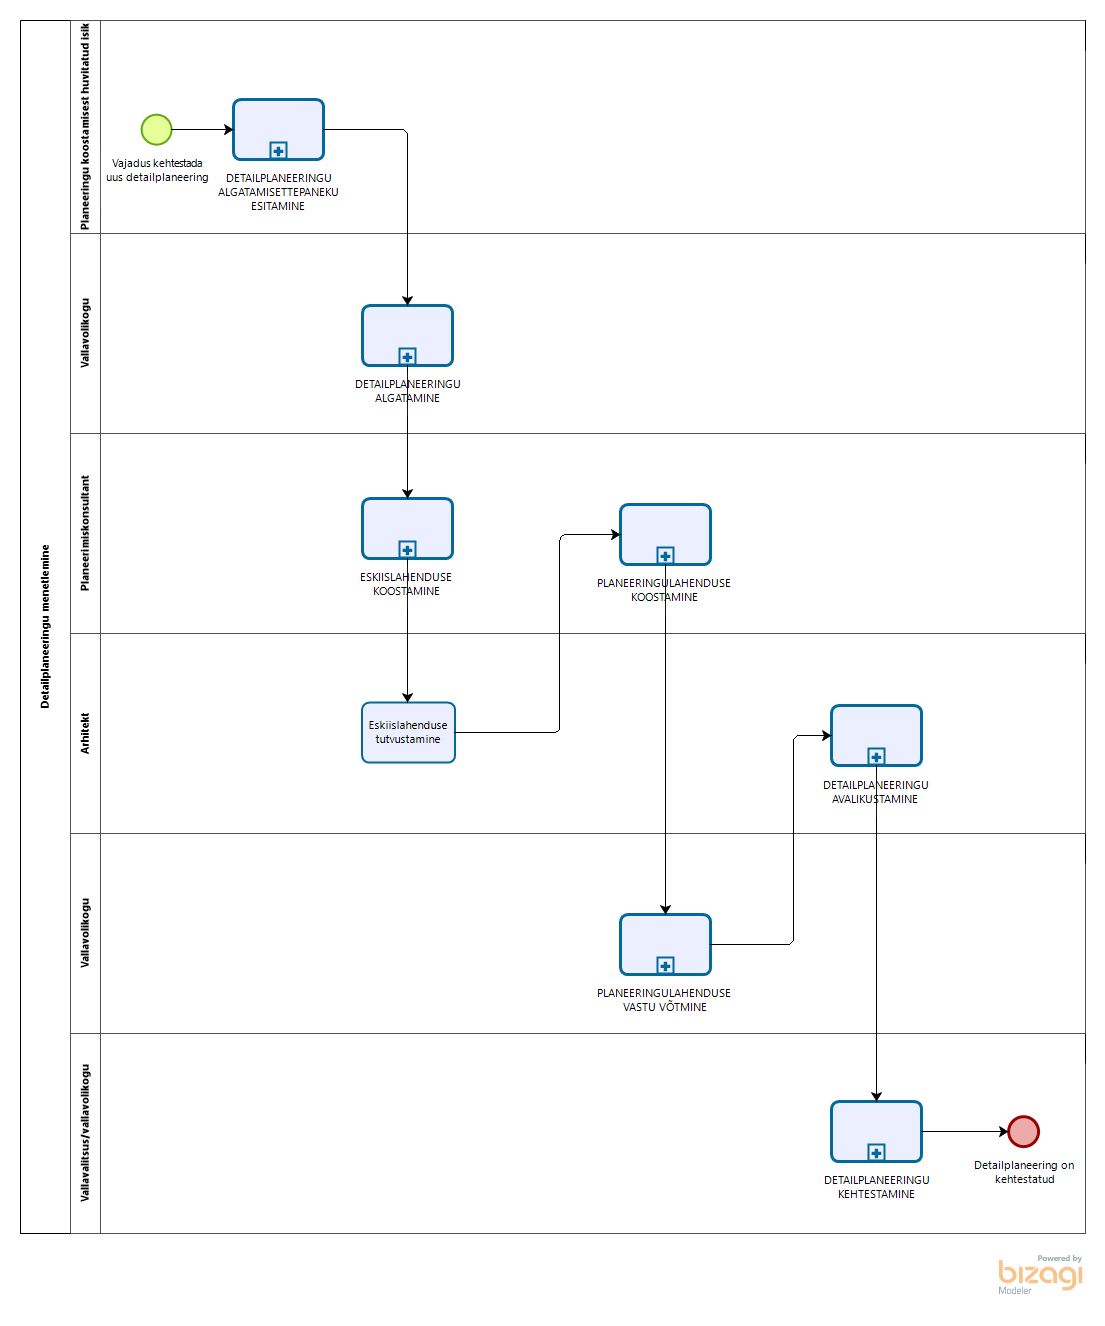 Detailplaneeringu menetlemine
Planeeringu koostamisest huvitatud isik
Vajadus kehtestada
uus detailplaneering
DETAILPLANEERINGU
ALGATAMISETTEPANEKU
ESITAMINE
Vallavolikogu
DETAILPLANEERINGU
ALGATAMINE
Planeerimiskonsultant
ESKIISLAHENDUSE
KOOSTAMINE
PLANEERINGULAHENDUSE
KOOSTAMINE
Arhitekt
Eskiislahenduse
tutvustamine
DETAILPLANEERINGU
AVALIKUSTAMINE
Vallavolikogu
PLANEERINGULAHENDUSE
VASTU VÕTMINE
Vallavalitsus/vallavolikogu
DETAILPLANEERINGU
KEHTESTAMINE
Detailplaneering on
kehtestatud
Powered by
bizagi
Modeler